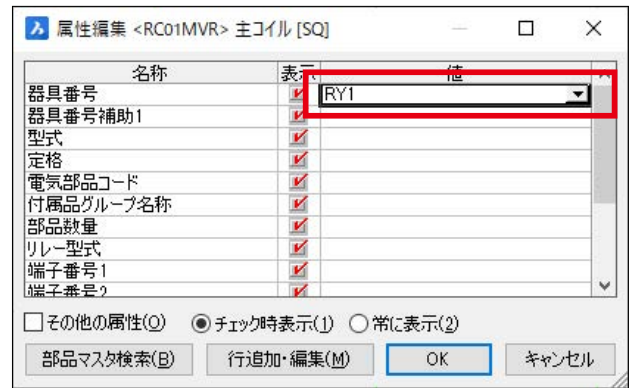 属性編集 <RC01MVR> 主コイル [SQ]
名称 表示 値
器具番号 RY1
器具番号補助1
型式
定格
電気部品コード
付属品グループ名称
部品数量
リレー型式
端子番号1
端子番号2
その他の属性(O) チェック時表示(1) 常に表示(2)
部品マスタ検索(B) 行追加・編集(M) OK キャンセル